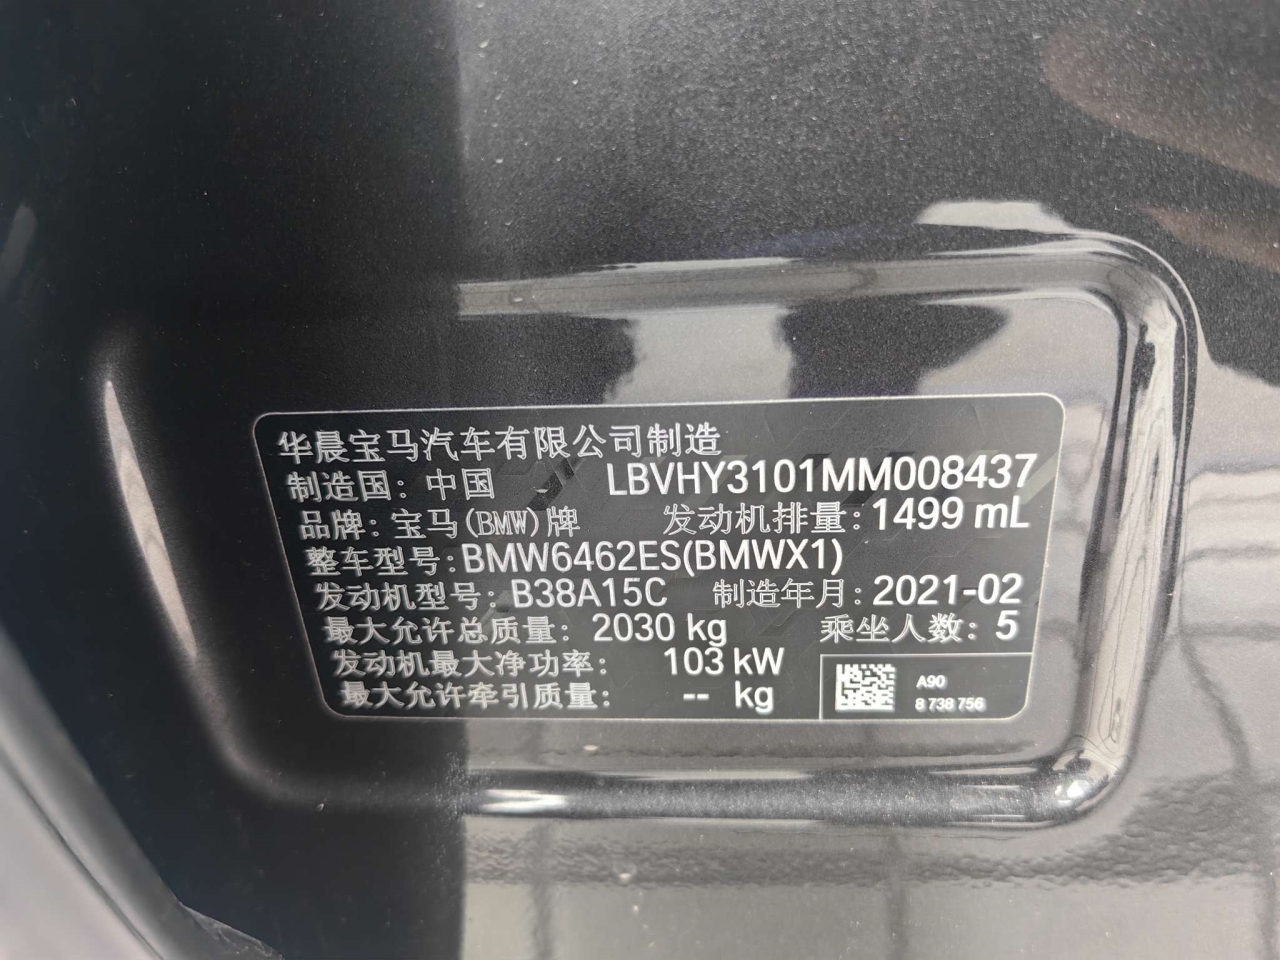 华晨宝马汽车有限公司制造
制造国：中国 LBVHY3101MM008437
品牌：宝马(BMW)牌 发动机排量：1499 mL
整车型号：BMW6462ES(BMWX1)
发动机型号：B38A15C 制造年月：2021-02
最大允许总质量：2030 kg 乘坐人数：5
发动机最大净功率：103 kW
最大允许牵引质量：-- kg
A90
8 738 756